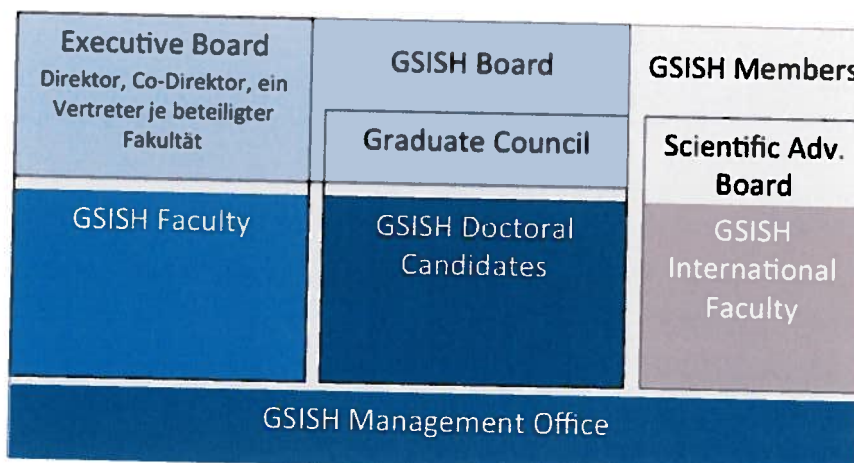 Executive Board
Direktor, Co-Direktor, ein
Vertreter je beteiligter
Fakultät
GSISH Board
Graduate Council
GSISH Members
Scientific Adv.
Board
GSISH Faculty
GSISH Doctoral
Candidates
GSISH
International
Faculty
GSISH Management Office